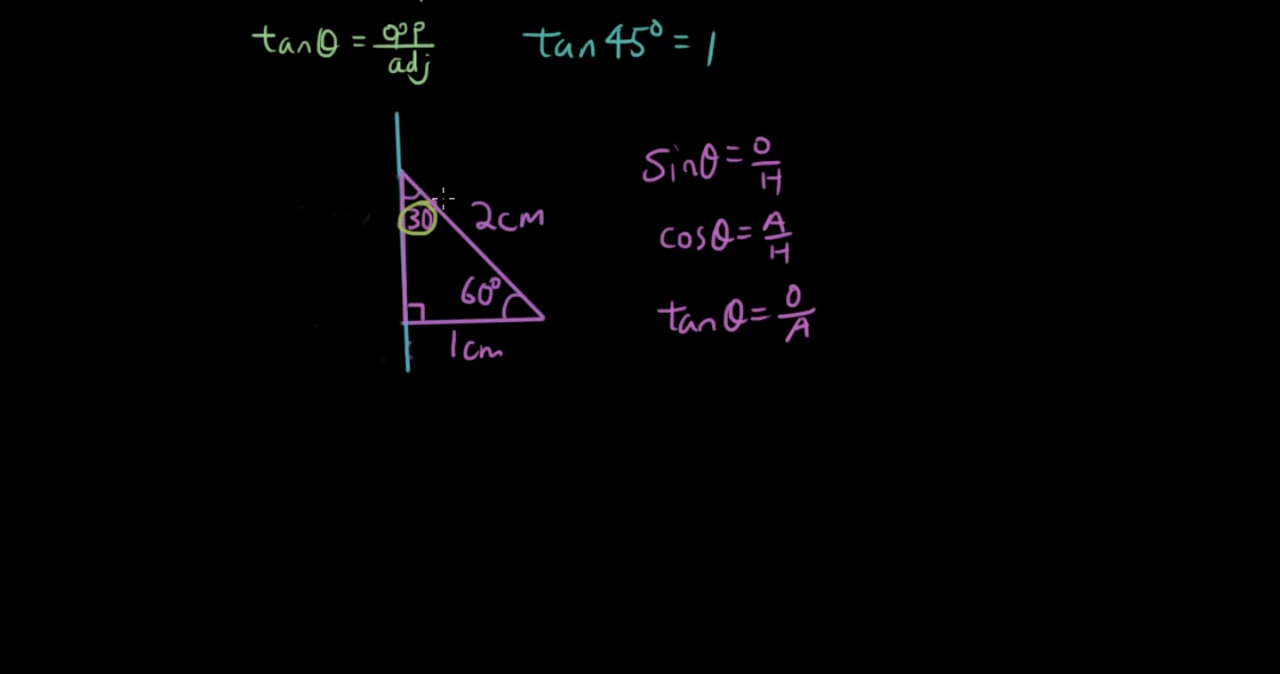 tanθ = opp/adj
tan 45° = 1
sinθ = O/H
30
2cm
cosθ = A/H
60°
tanθ = O/A
1cm